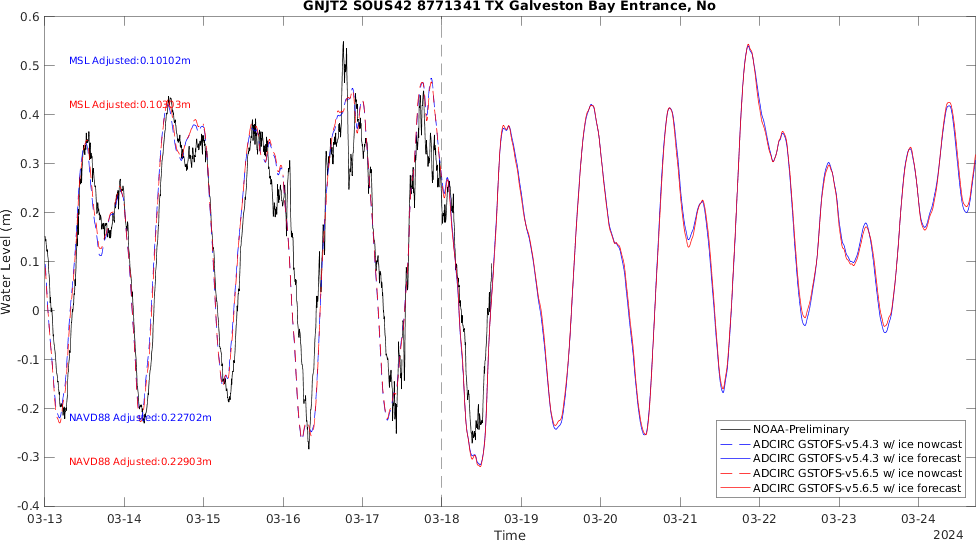 GNJT2 SOUS42 8771341 TX Galveston Bay Entrance, No
0.6
0.5
0.4
0.3
0.2
0.1
0
-0.1
-0.2
-0.3
-0.4
Water Level (m)
MSL Adjusted:0.10102m
MSL Adjusted:0.10303m
NAVD88 Adjusted:0.22702m
NAVD88 Adjusted:0.22903m
NOAA-Preliminary
ADCIRC GSTOFS-v5.4.3 w/ ice nowcast
ADCIRC GSTOFS-v5.4.3 w/ ice forecast
ADCIRC GSTOFS-v5.6.5 w/ ice nowcast
ADCIRC GSTOFS-v5.6.5 w/ ice forecast
03-13 03-14 03-15 03-16 03-17 03-18 03-19 03-20 03-21 03-22 03-23 03-24
Time
2024